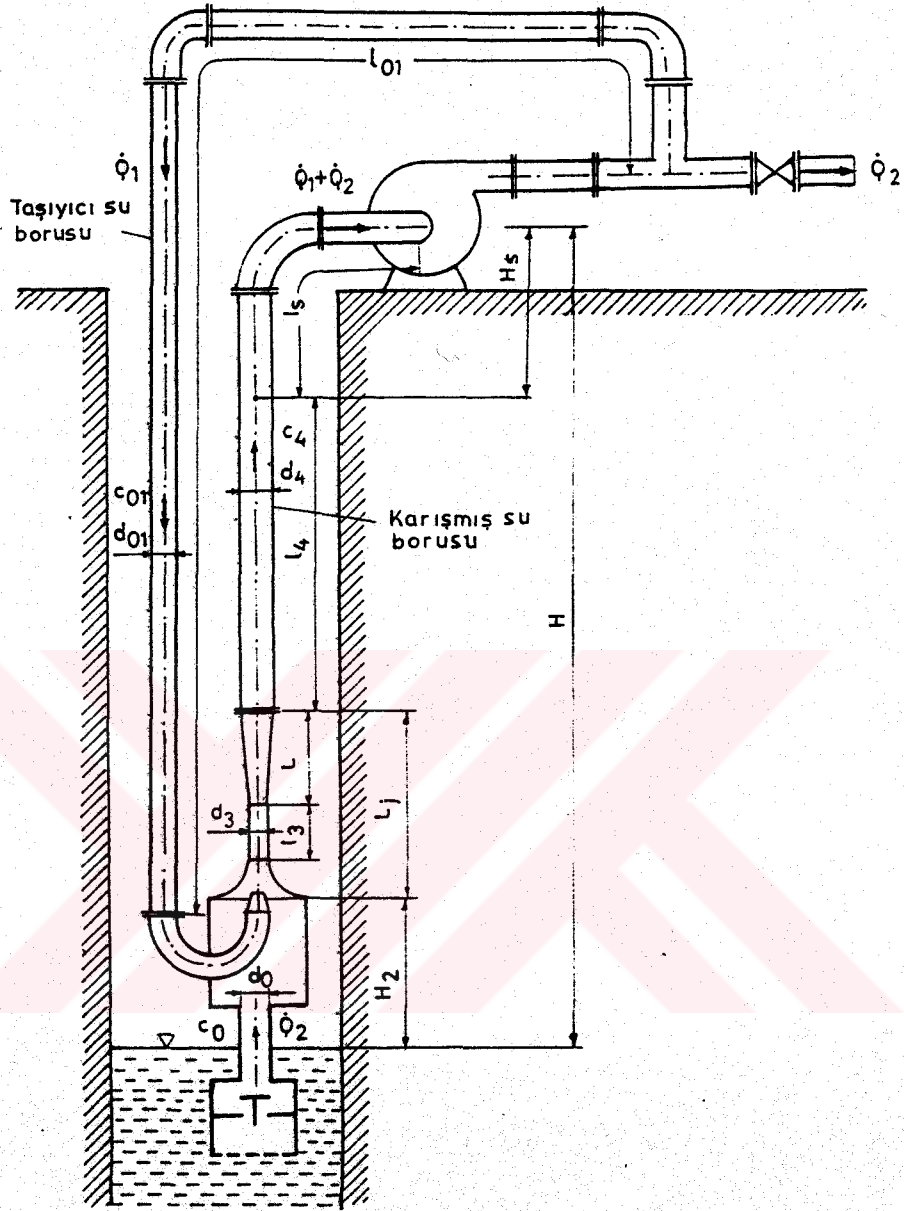 l01
Q̇1
Q̇1+Q̇2
Q̇2
Taşıyıcı su
borusu
Hs
ls
c4
d4
c01
d01
Karışmış su
borusu
l4
H
L
Lj
d3
l3
d0
H2
c0
Q̇2